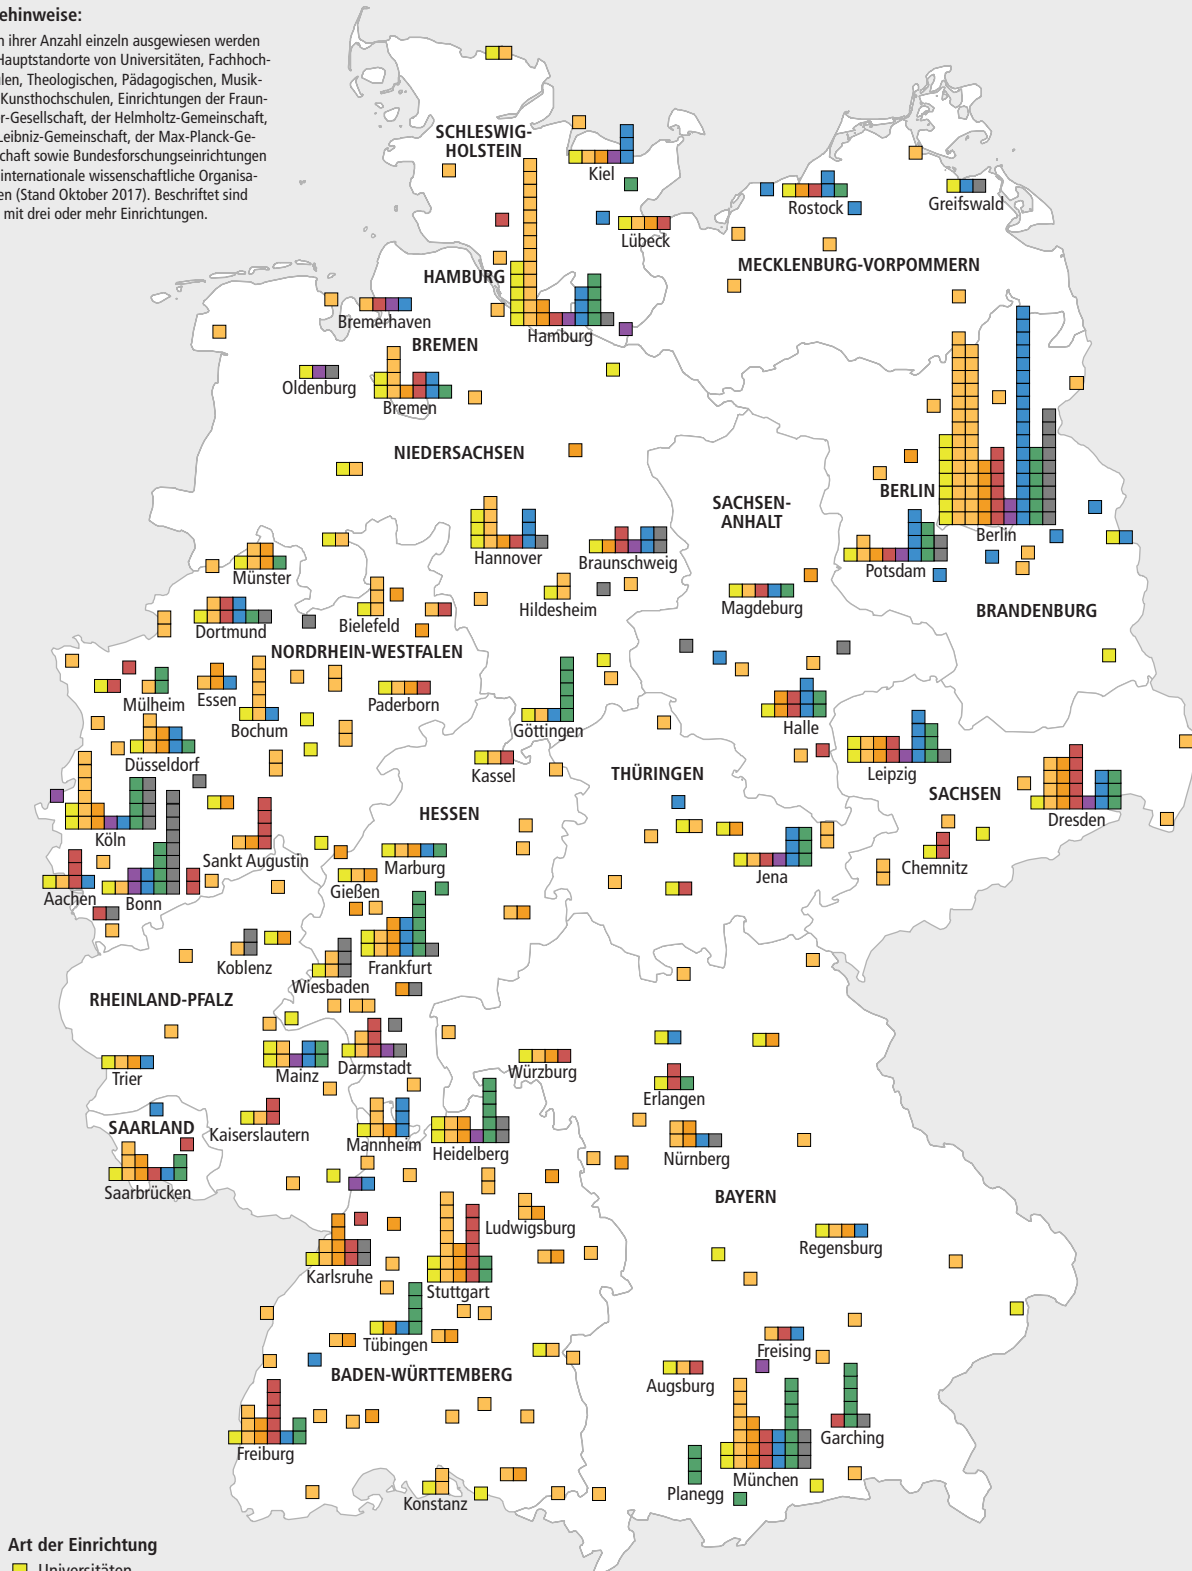 ehinweise:
n ihrer Anzahl einzeln ausgewiesen werden
Hauptstandorte von Universitäten, Fachhoch-
len, Theologischen, Pädagogischen, Musik-
Kunsthochschulen, Einrichtungen der Fraun-
r-Gesellschaft, der Helmholtz-Gemeinschaft,
Leibniz-Gemeinschaft, der Max-Planck-Ge-
schaft sowie Bundesforschungseinrichtungen
internationale wissenschaftliche Organisa-
en (Stand Oktober 2017). Beschriftet sind
mit drei oder mehr Einrichtungen.
SCHLESWIG-
HOLSTEIN
Kiel
Rostock
Greifswald
Lübeck
MECKLENBURG-VORPOMMERN
HAMBURG
Hamburg
Bremerhaven
BREMEN
Oldenburg
Bremen
NIEDERSACHSEN
SACHSEN-
ANHALT
BERLIN
Berlin
Hannover
Braunschweig
Potsdam
Münster
Hildesheim
Magdeburg
BRANDENBURG
Dortmund
Bielefeld
NORDRHEIN-WESTFALEN
Mülheim
Essen
Paderborn
Bochum
Göttingen
Halle
Düsseldorf
Kassel
THÜRINGEN
Leipzig
SACHSEN
Dresden
HESSEN
Köln
Sankt Augustin
Marburg
Chemnitz
Jena
Aachen
Bonn
Gießen
Koblenz
Frankfurt
Wiesbaden
RHEINLAND-PFALZ
Trier
Mainz
Darmstadt
Würzburg
Erlangen
SAARLAND
Kaiserslautern
Mannheim
Heidelberg
Nürnberg
Saarbrücken
BAYERN
Ludwigsburg
Regensburg
Karlsruhe
Stuttgart
Tübingen
Freising
BADEN-WÜRTTEMBERG
Augsburg
Garching
Freiburg
München
Planegg
Konstanz
Art der Einrichtung
Universitäten